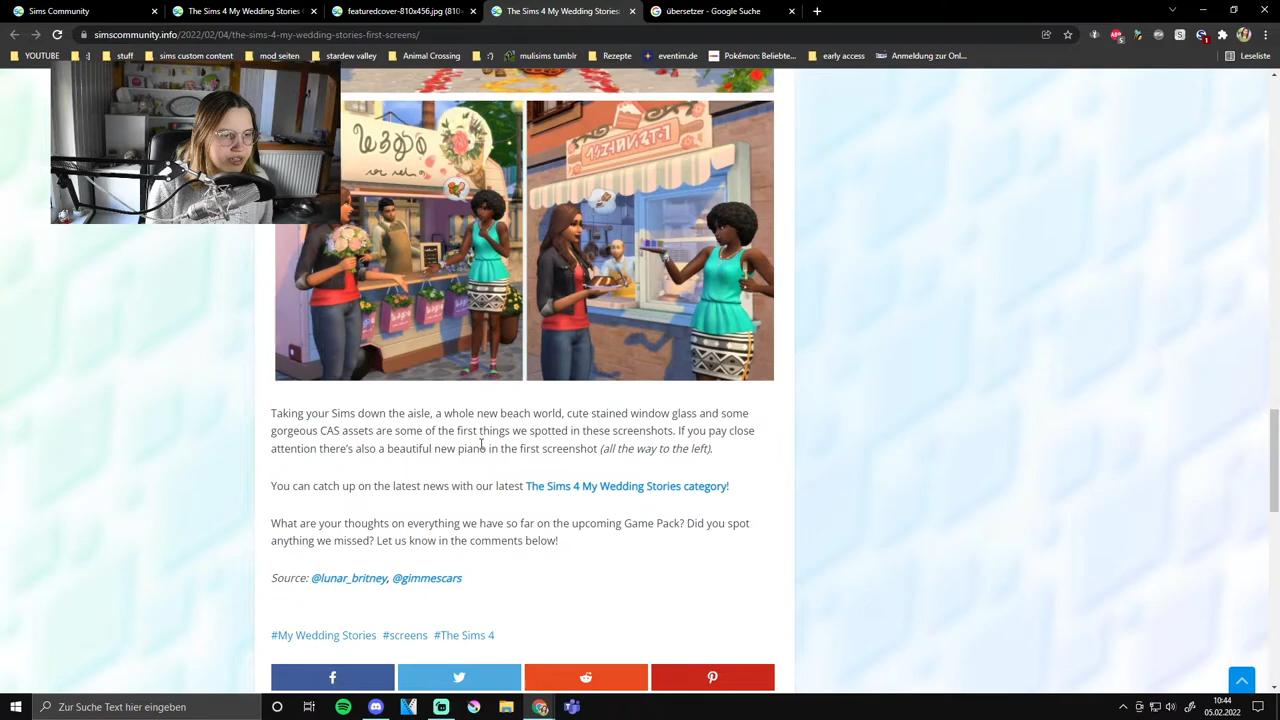 The Sims 4 My Wedding
Sims Community
featureCover-810x456.jpg (810×
The Sims 4 My Wedding Stories:
günni cohrs - Google Suche
simscommunity.info/2022/02/04/the-sims-4-my-wedding-stories-first-screens/
YOUTUBE
:)
stuff
sims custom content
mod seiten
stardew valley
Animal Crossing
:')
mulisims tumblr
Rezepte
eventim.de
Pokémon: Beliebte...
early access
Anmeldung zur Onl...
Leseliste
Taking your Sims down the aisle, a whole new beach world, cute stained window glass and some
gorgeous CAS assets are some of the first things we spotted in these screenshots. If you pay close
attention there's also a beautiful new piano in the first screenshot (all the way to the left).
You can catch up on the latest news with our latest The Sims 4 My Wedding Stories category!
What are your thoughts on everything we have so far on the upcoming Game Pack? Did you spot
anything we missed? Let us know in the comments below!
Source: @lunar_britney, @gimmescars
#My Wedding Stories #screens #The Sims 4
Zur Suche Text hier eingeben
10:44
05.02.2022